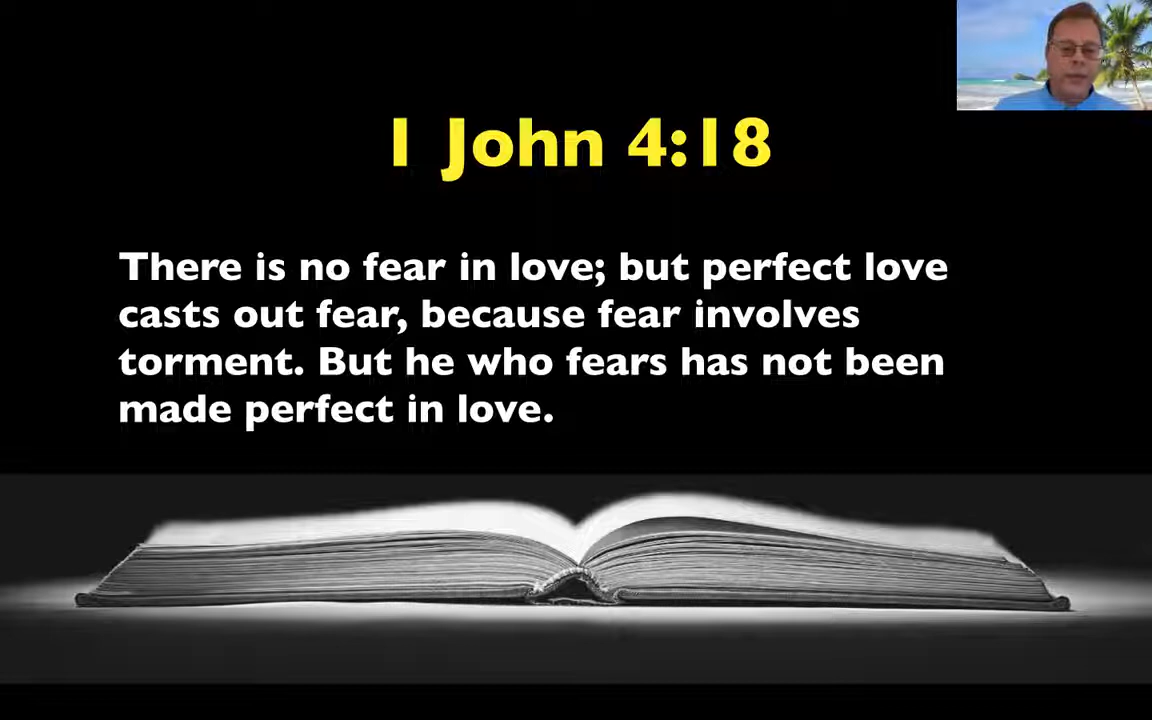 1 John 4:18
There is no fear in love; but perfect love
casts out fear, because fear involves
torment. But he who fears has not been
made perfect in love.